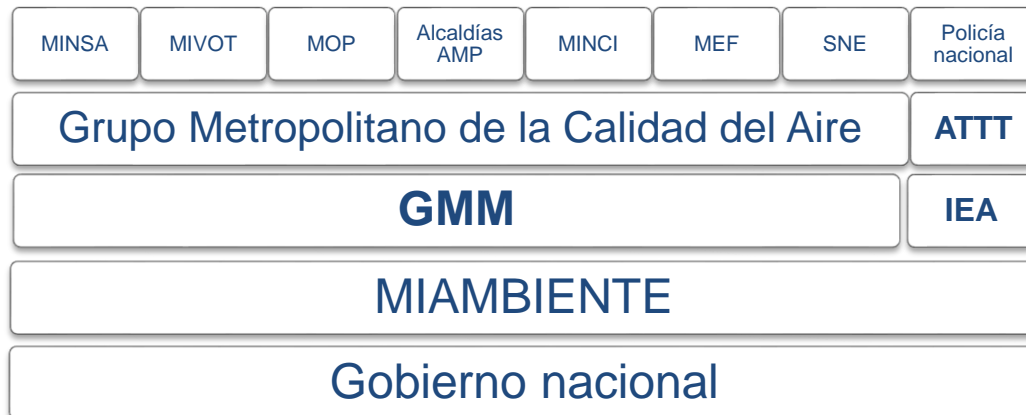 MINSA
MIVOT
MOP
Alcaldías
AMP
MINCI
MEF
SNE
Policía
nacional
Grupo Metropolitano de la Calidad del Aire
ATTT
GMM
IEA
MIAMBIENTE
Gobierno nacional